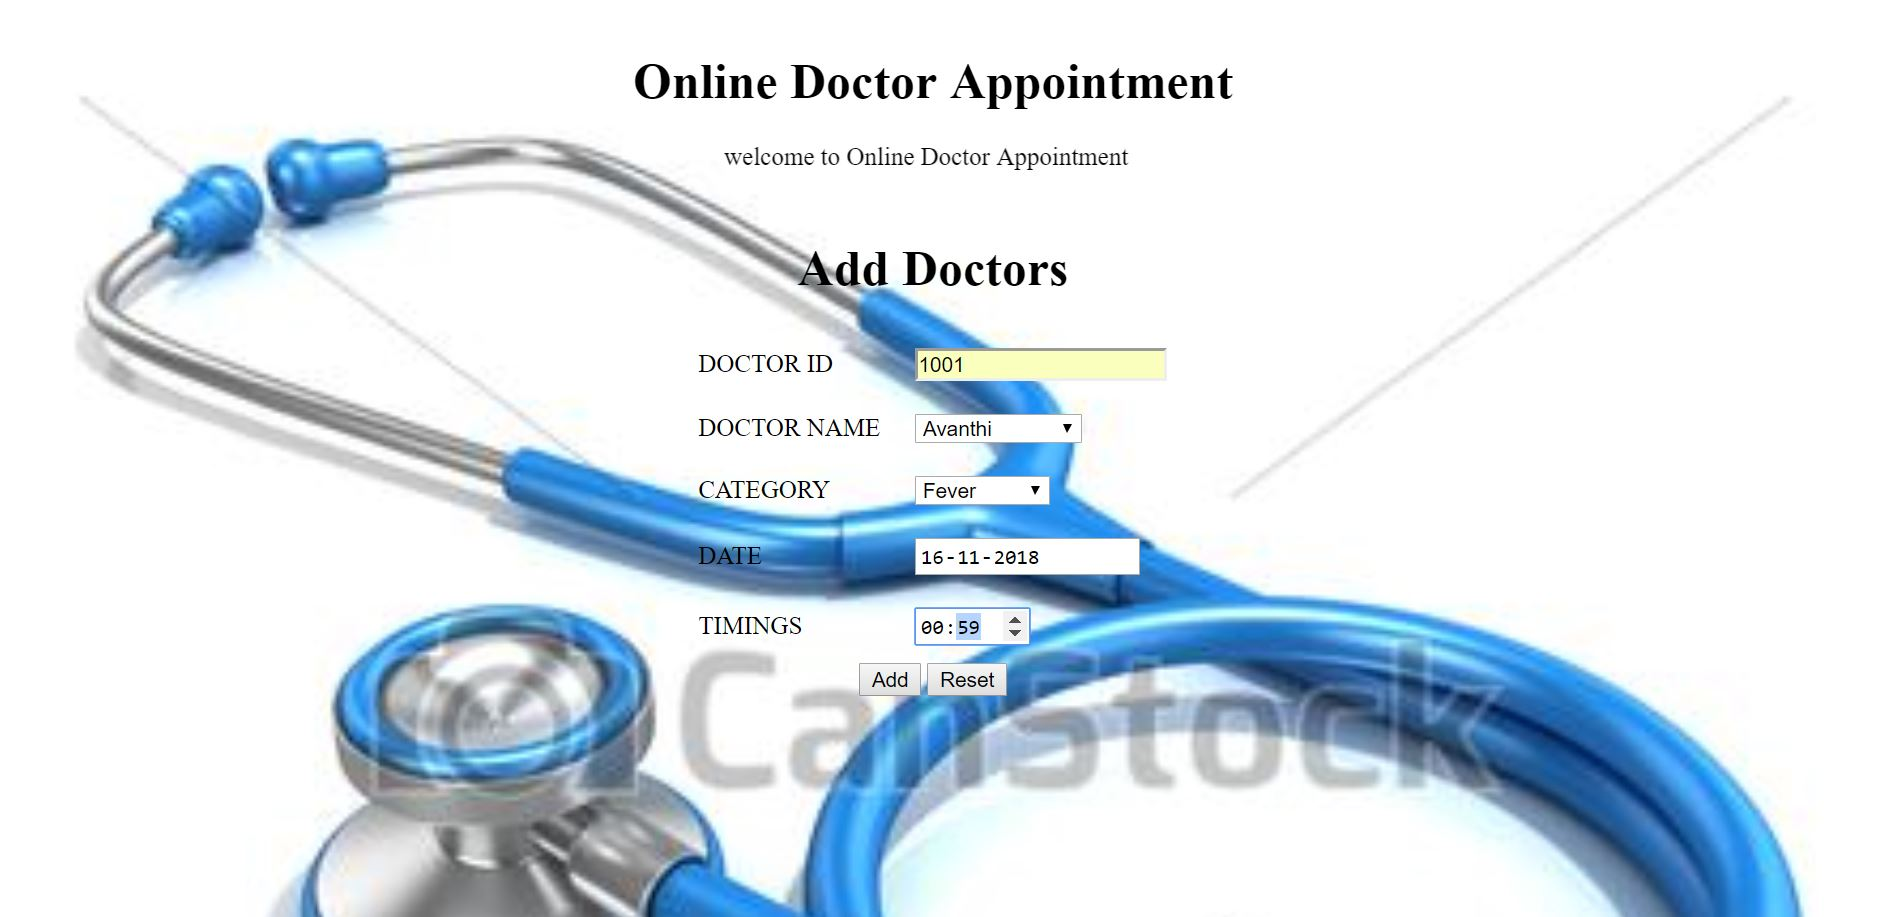 Online Doctor Appointment
welcome to Online Doctor Appointment
Add Doctors
DOCTOR ID 1001
DOCTOR NAME Avanthi
CATEGORY Fever
DATE 16-11-2018
TIMINGS 00:59
Add Reset
CanStock